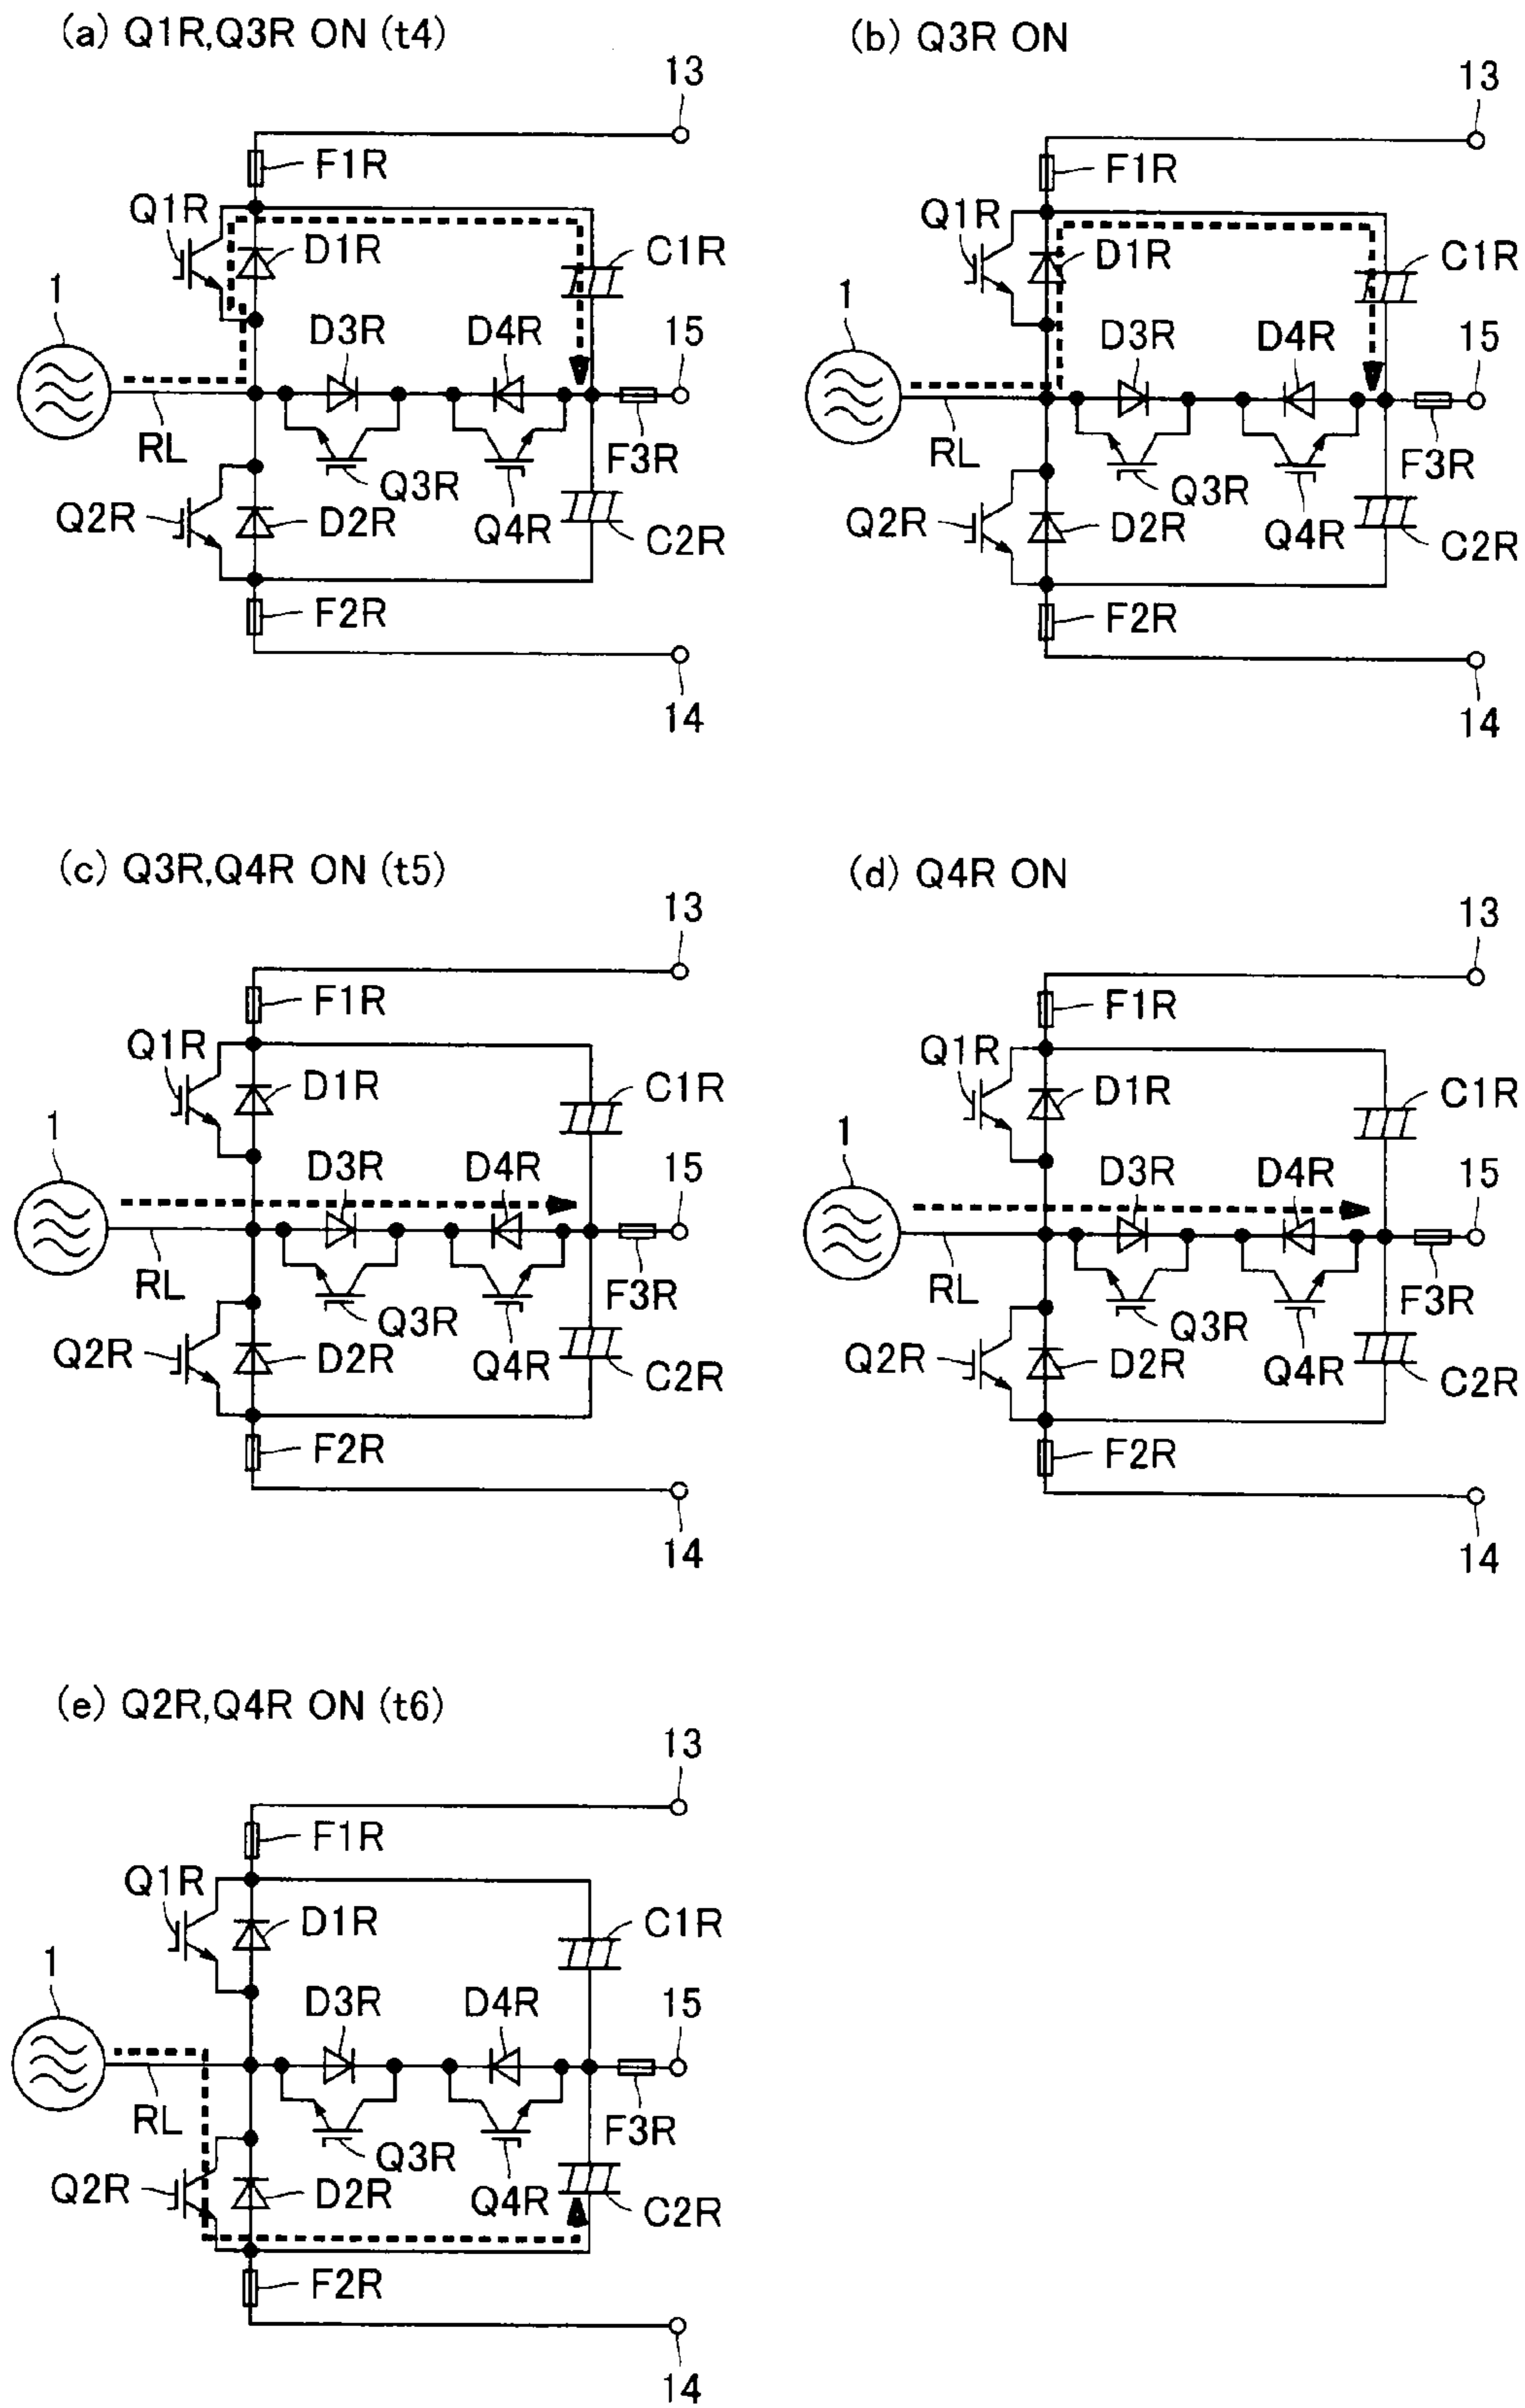 (a) Q1R,Q3R ON (t4)
13
F1R
Q1R
D1R
C1R
1
D3R
D4R
15
RL
Q3R
F3R
Q2R
D2R
Q4R
C2R
F2R
14
(b) Q3R ON
13
F1R
Q1R
D1R
C1R
1
D3R
D4R
15
RL
Q3R
F3R
Q2R
D2R
Q4R
C2R
F2R
14
(c) Q3R,Q4R ON (t5)
13
F1R
Q1R
D1R
C1R
1
D3R
D4R
15
RL
Q3R
F3R
Q2R
D2R
Q4R
C2R
F2R
14
(d) Q4R ON
13
F1R
Q1R
D1R
C1R
1
D3R
D4R
15
RL
Q3R
F3R
Q2R
D2R
Q4R
C2R
F2R
14
(e) Q2R,Q4R ON (t6)
13
F1R
Q1R
D1R
C1R
1
D3R
D4R
15
RL
Q3R
F3R
Q2R
D2R
Q4R
C2R
F2R
14